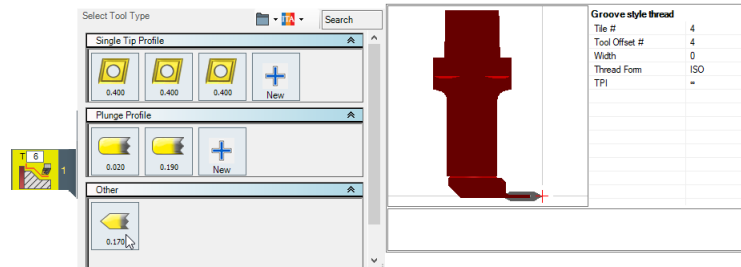 Select Tool Type
ITA
Search
Single Tip Profile
0.400
0.400
0.400
New
Plunge Profile
0.020
0.190
New
Other
0.170
T 6
1
Groove style thread
Tile # 4
Tool Offset # 4
Width 0
Thread Form ISO
TPI =